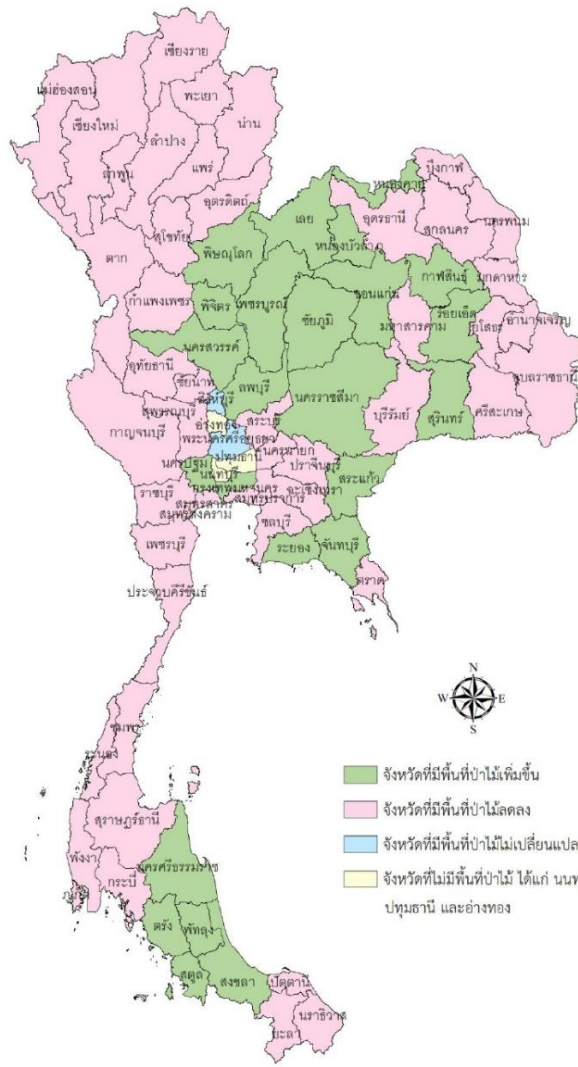 เชียงราย
แม่ฮ่องสอน
พะเยา
เชียงใหม่
น่าน
ลำปาง
แพร่
ลำพูน
บึงกาฬ
หนองคาย
อุตรดิตถ์
เลย
อุดรธานี
สกลนคร
นครพนม
สุโขทัย
หนองบัวลำภู
ตาก
พิษณุโลก
กาฬสินธุ์
มุกดาหาร
ขอนแก่น
กำแพงเพชร
พิจิตร
เพชรบูรณ์
ร้อยเอ็ด
ชัยภูมิ
มหาสารคาม
ยโสธร
อำนาจเจริญ
นครสวรรค์
อุทัยธานี
อุบลราชธานี
ชัยนาท
ลพบุรี
นครราชสีมา
สิงห์บุรี
บุรีรัมย์
สุรินทร์
ศรีสะเกษ
สุพรรณบุรี
อ่างทอง
สระบุรี
กาญจนบุรี
พระนครศรีอยุธยา
นครนายก
ปทุมธานี
ปราจีนบุรี
นครปฐม
นนทบุรี
สระแก้ว
กรุงเทพมหานคร
ฉะเชิงเทรา
ราชบุรี
สมุทรปราการ
สมุทรสาคร
สมุทรสงคราม
ชลบุรี
เพชรบุรี
ระยอง
จันทบุรี
ตราด
ประจวบคีรีขันธ์
N
W
E
S
ชุมพร
ระนอง
จังหวัดที่มีพื้นที่ป่าไม้เพิ่มขึ้น
จังหวัดที่มีพื้นที่ป่าไม้ลดลง
สุราษฎร์ธานี
จังหวัดที่มีพื้นที่ป่าไม้ไม่เปลี่ยนแปล
พังงา
นครศรีธรรมราช
กระบี่
จังหวัดที่ไม่มีพื้นที่ป่าไม้ ได้แก่ นนท
ภูเก็ต
ปทุมธานี และอ่างทอง
ตรัง
พัทลุง
สตูล
สงขลา
ปัตตานี
นราธิวาส
ยะลา